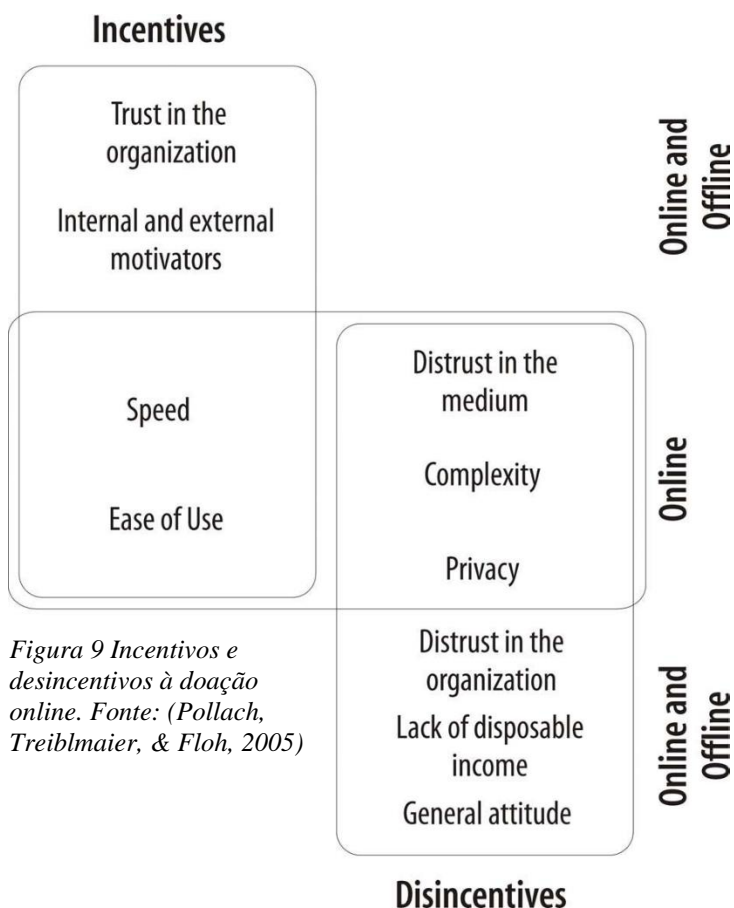 Incentives
Trust in the
organization
Internal and external
motivators
Online and
Offline
Speed
Ease of Use
Distrust in the
medium
Complexity
Privacy
Online
Figura 9 Incentivos e
desincentivos à doação
online. Fonte: (Pollach,
Treiblmaier, & Floh, 2005)
Distrust in the
organization
Lack of disposable
income
General attitude
Online and
Offline
Disincentives